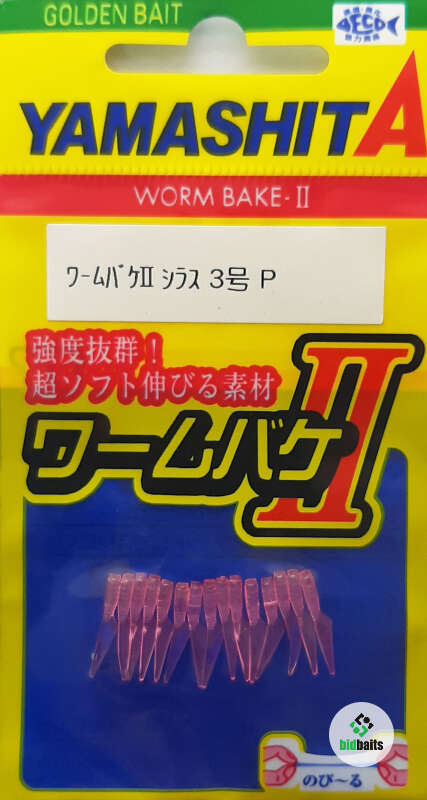 GOLDEN BAIT
YAMASHITA
WORM BAKE-II
ﾜｰﾑﾊﾞｹII ｼﾗｽ 3号 P
強度抜群！
超ソフト伸びる素材
ワームバケII
bidbaits
のび～る